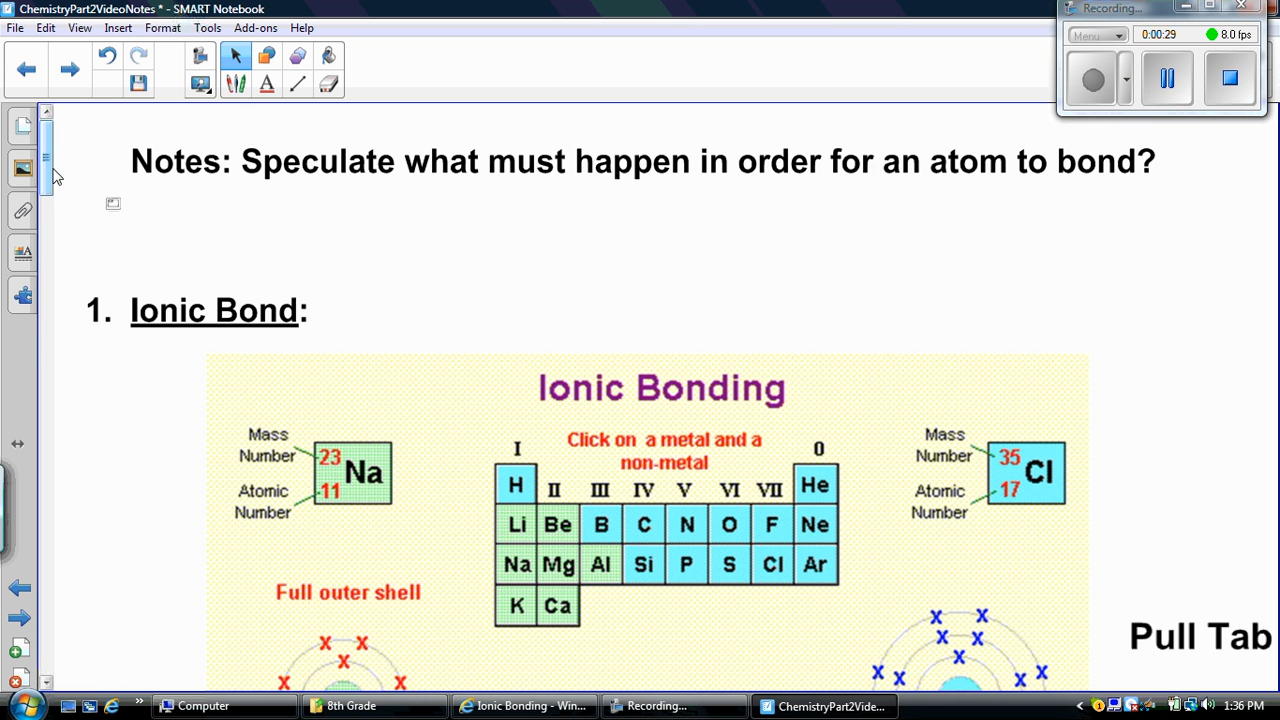 ChemistryPart2VideoNotes * - SMART Notebook
Recording...
File Edit View Insert Format Tools Add-ons Help
Menu 0:00:29 8.0 fps
Notes: Speculate what must happen in order for an atom to bond?
1. Ionic Bond:
Ionic Bonding
Mass Number
23 Na
Atomic Number
11
Click on a metal and a
non-metal
Mass Number
35 Cl
Atomic Number
17
I 0
H II III IV V VI VII He
Li Be B C N O F Ne
Na Mg Al Si P S Cl Ar
K Ca
Full outer shell
x x x x x
x x x x x x x x x
Pull Tab
» Computer 8th Grade Ionic Bonding - Win... Recording... ChemistryPart2Vide... < 1:36 PM